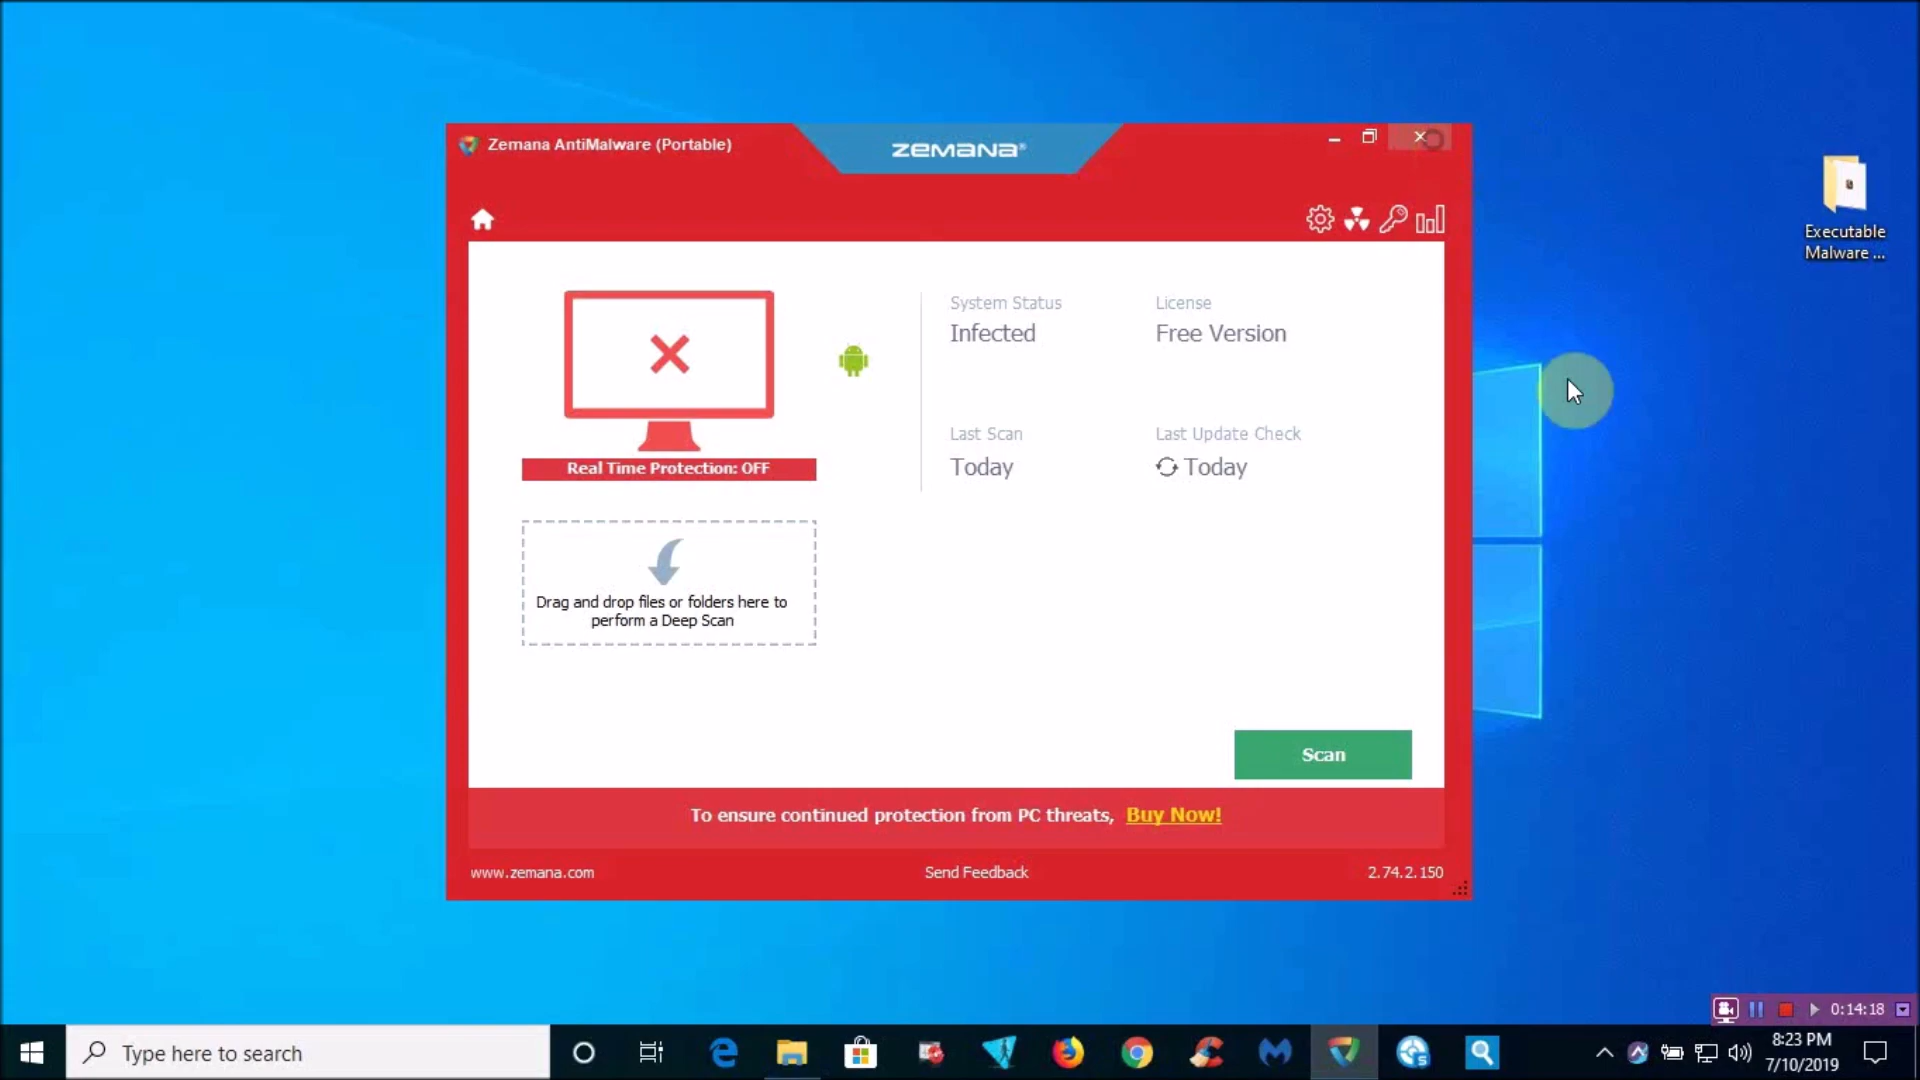 Zemana AntiMalware (Portable)
ZEMANA®
Executable
Malware ...
System Status
License
Infected
Free Version
Last Scan
Last Update Check
Today
Today
Real Time Protection: OFF
Drag and drop files or folders here to
perform a Deep Scan
Scan
To ensure continued protection from PC threats, Buy Now!
www.zemana.com
Send Feedback
2.74.2.150
0:14:18
Type here to search
8:23 PM
7/10/2019